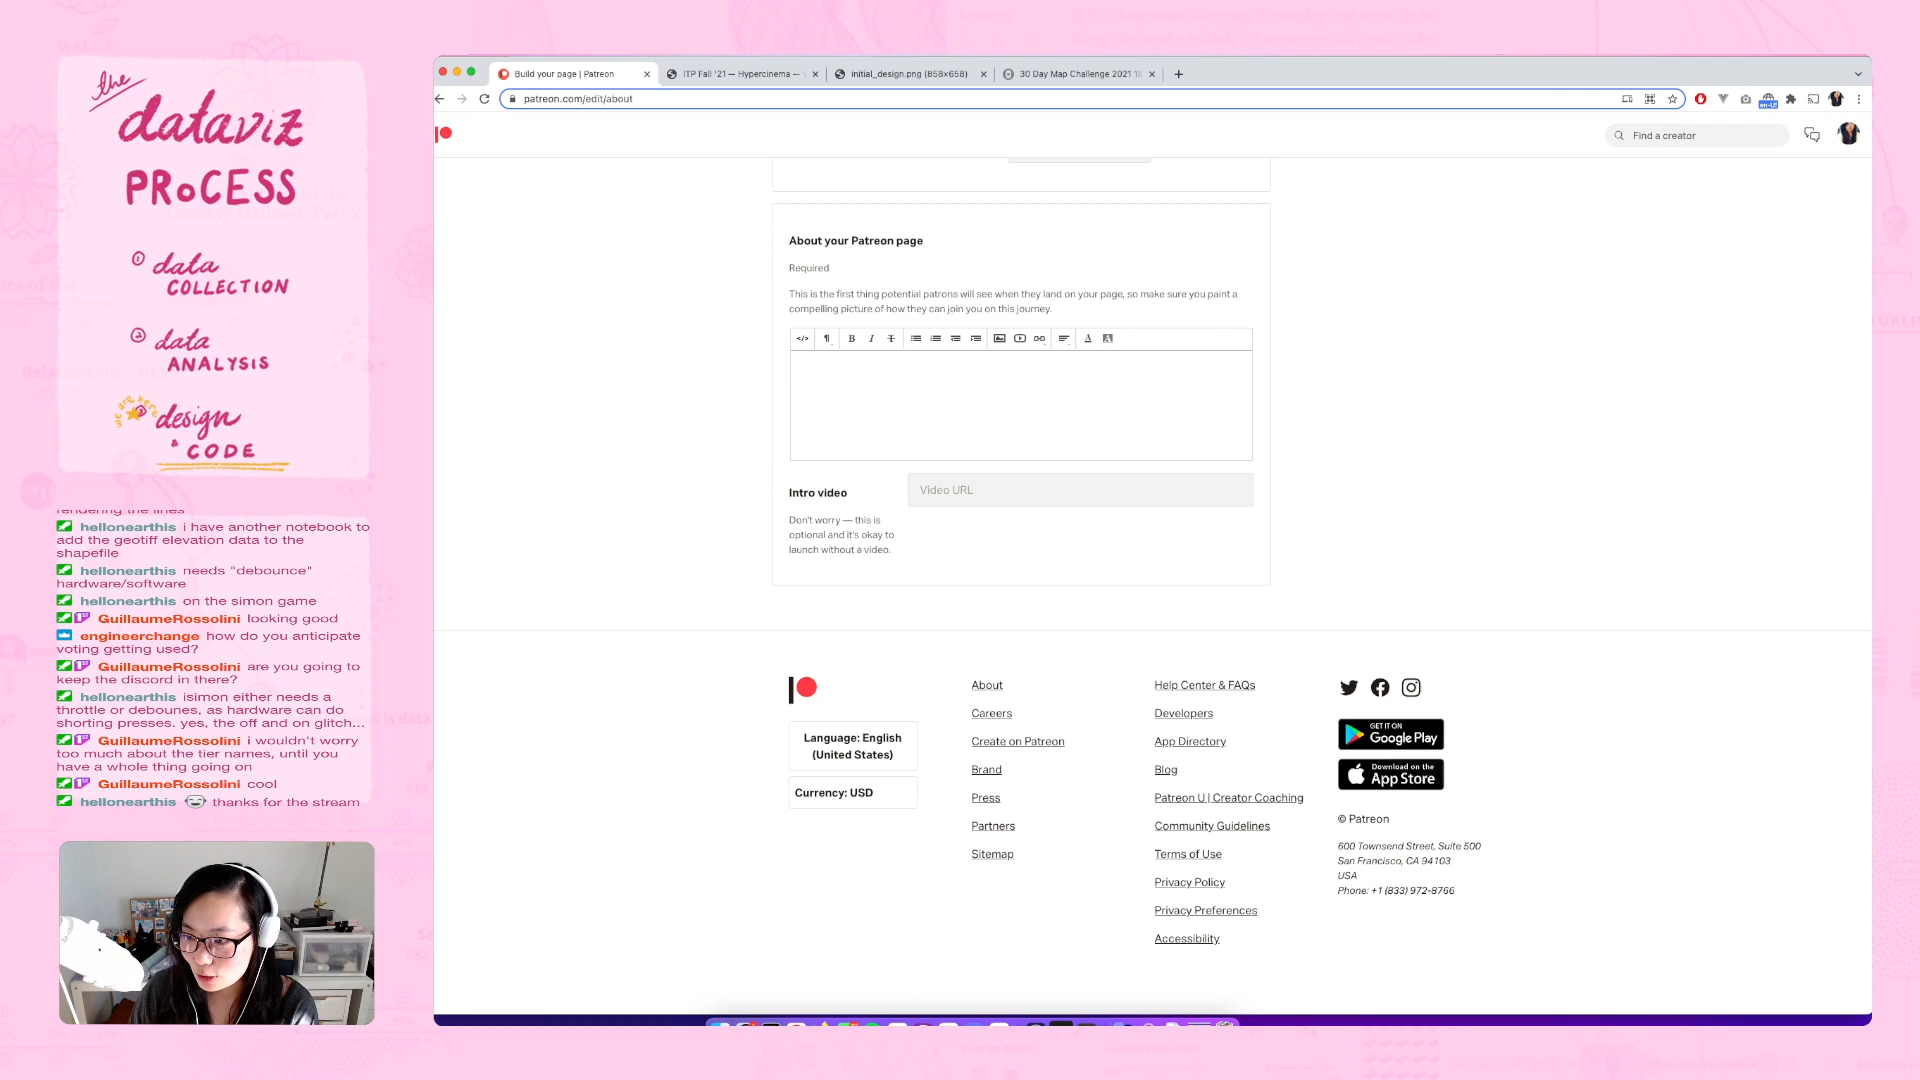 the
dataviz
PROCESS
① data
COLLECTION
② data
ANALYSIS
we are here
③ design
& CODE
rendering the lines
hellonearthis i have another notebook to
add the geotiff elevation data to the
shapefile
hellonearthis needs "debounce"
hardware/software
hellonearthis on the simon game
GuillaumeRossolini looking good
engineerchange how do you anticipate
voting getting used?
GuillaumeRossolini are you going to
keep the discord in there?
hellonearthis isimon either needs a
throttle or debounes, as hardware can do
shorting presses. yes, the off and on glitch...
GuillaumeRossolini i wouldn't worry
too much about the tier names, until you
have a whole thing going on
GuillaumeRossolini cool
hellonearthis thanks for the stream
Build your page | Patreon
ITP Fall '21 — Hypercinema —
initial_design.png (858×658)
30 Day Map Challenge 2021
patreon.com/edit/about
en-US
Find a creator
About your Patreon page
Required
This is the first thing potential patrons will see when they land on your page, so make sure you paint a
compelling picture of how they can join you on this journey.
Intro video
Video URL
Don't worry — this is
optional and it's okay to
launch without a video.
Language: English
(United States)
Currency: USD
About
Careers
Create on Patreon
Brand
Press
Partners
Sitemap
Help Center & FAQs
Developers
App Directory
Blog
Patreon U | Creator Coaching
Community Guidelines
Terms of Use
Privacy Policy
Privacy Preferences
Accessibility
GET IT ON
Google Play
Download on the
App Store
© Patreon
600 Townsend Street, Suite 500
San Francisco, CA 94103
USA
Phone: +1 (833) 972-8766